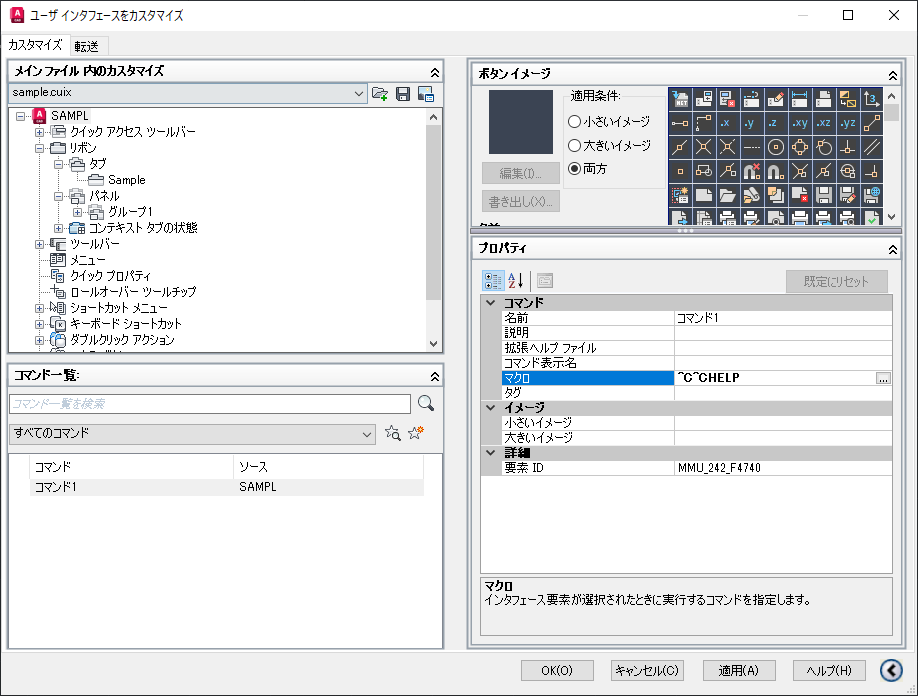 ユーザ インタフェースをカスタマイズ
カスタマイズ 転送
メイン ファイル 内のカスタマイズ
sample.cuix
SAMPL
クイック アクセス ツールバー
リボン
タブ
Sample
パネル
グループ1
コンテキスト タブの状態
ツールバー
メニュー
クイック プロパティ
ロールオーバー ツールチップ
ショートカット メニュー
キーボード ショートカット
ダブルクリック アクション
コマンド一覧:
コマンド一覧を検索
すべてのコマンド
コマンド ソース
コマンド1 SAMPL
ボタン イメージ
適用条件:
小さいイメージ
大きいイメージ
両方
編集(I)...
書き出し(X)...
.x .y .z .xy .xz .yz
プロパティ
既定にリセット
コマンド
名前 コマンド1
説明
拡張ヘルプ ファイル
コマンド表示名
マクロ ^C^CHELP ...
タグ
イメージ
小さいイメージ
大きいイメージ
詳細
要素 ID MMU_242_F4740
マクロ
インタフェース要素が選択されたときに実行するコマンドを指定します。
OK(O) キャンセル(C) 適用(A) ヘルプ(H)